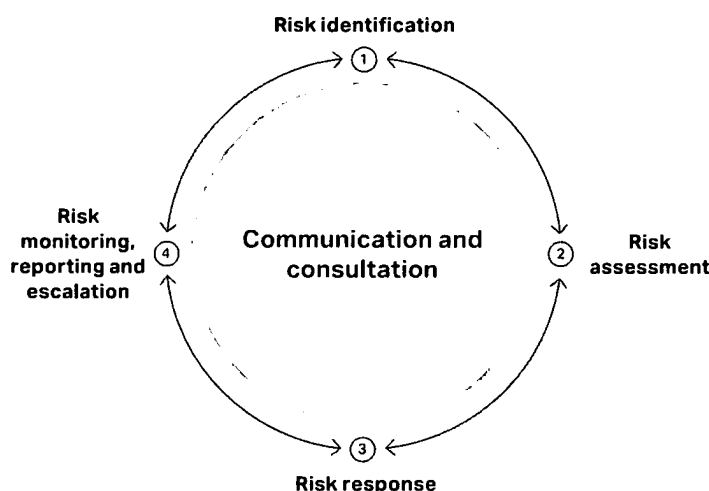 Risk identification
1
Risk
monitoring,
reporting and
escalation
4
Communication and
consultation
2
Risk
assessment
3
Risk response